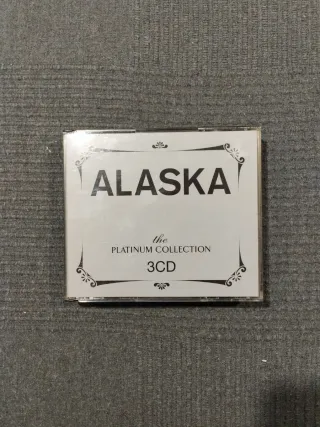 ALASKA
the
PLATINUM COLLECTION
3CD